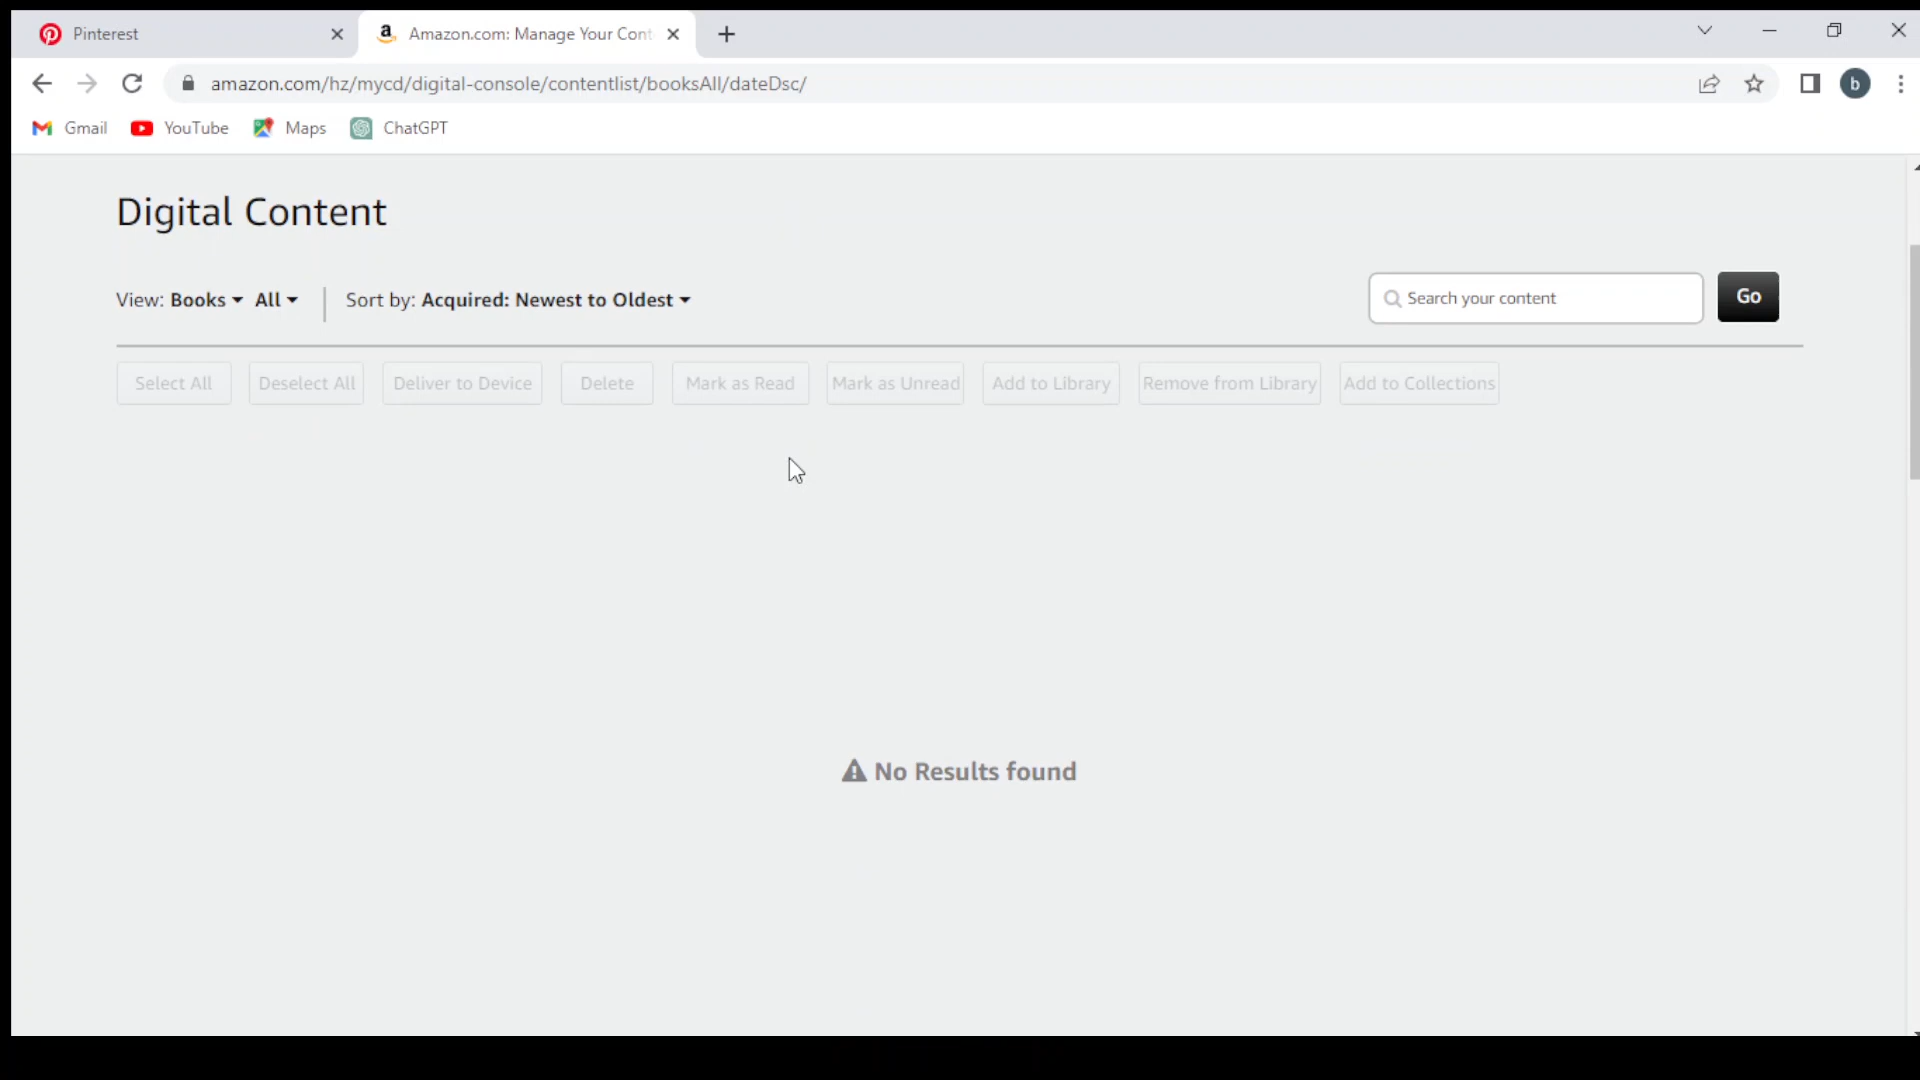 Pinterest
Amazon.com: Manage Your Cont
amazon.com/hz/mycd/digital-console/contentlist/booksAll/dateDsc/
b
Gmail YouTube Maps ChatGPT
Digital Content
View: Books All Sort by: Acquired: Newest to Oldest Search your content Go
Select All Deselect All Deliver to Device Delete Mark as Read Mark as Unread Add to Library Remove from Library Add to Collections
No Results found